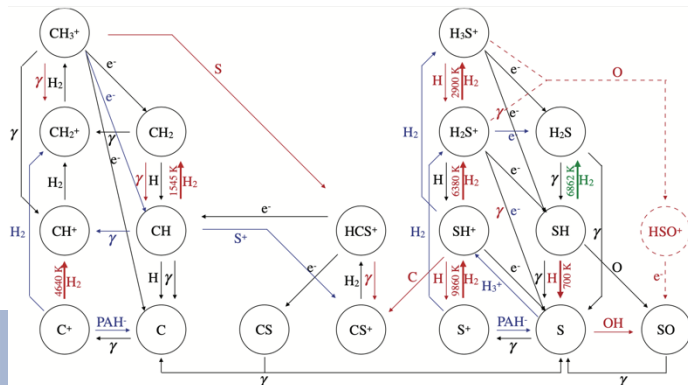 CH₃⁺ H₃S⁺
S
e⁻ e⁻ O
γ H₂ H 2900 K H₂
e⁻ γ e⁻
γ CH₂⁺ γ CH₂ H₂ H₂S⁺ e⁻ H₂S
e⁻
H₂ γ H 1545 K H₂ H 6380 K H₂ γ e⁻ γ 6862 K H₂
e⁻
H₂ CH⁺ γ CH S⁺ HCS⁺ H₂ SH⁺ SH γ HSO⁺
4640 K H₂ H γ e⁻ H₂ γ C H 9860 K H₂ e⁻ H₃⁺ γ H 700 K O e⁻
C⁺ PAH⁻ γ C CS CS⁺ S⁺ PAH⁻ γ S OH SO
γ γ